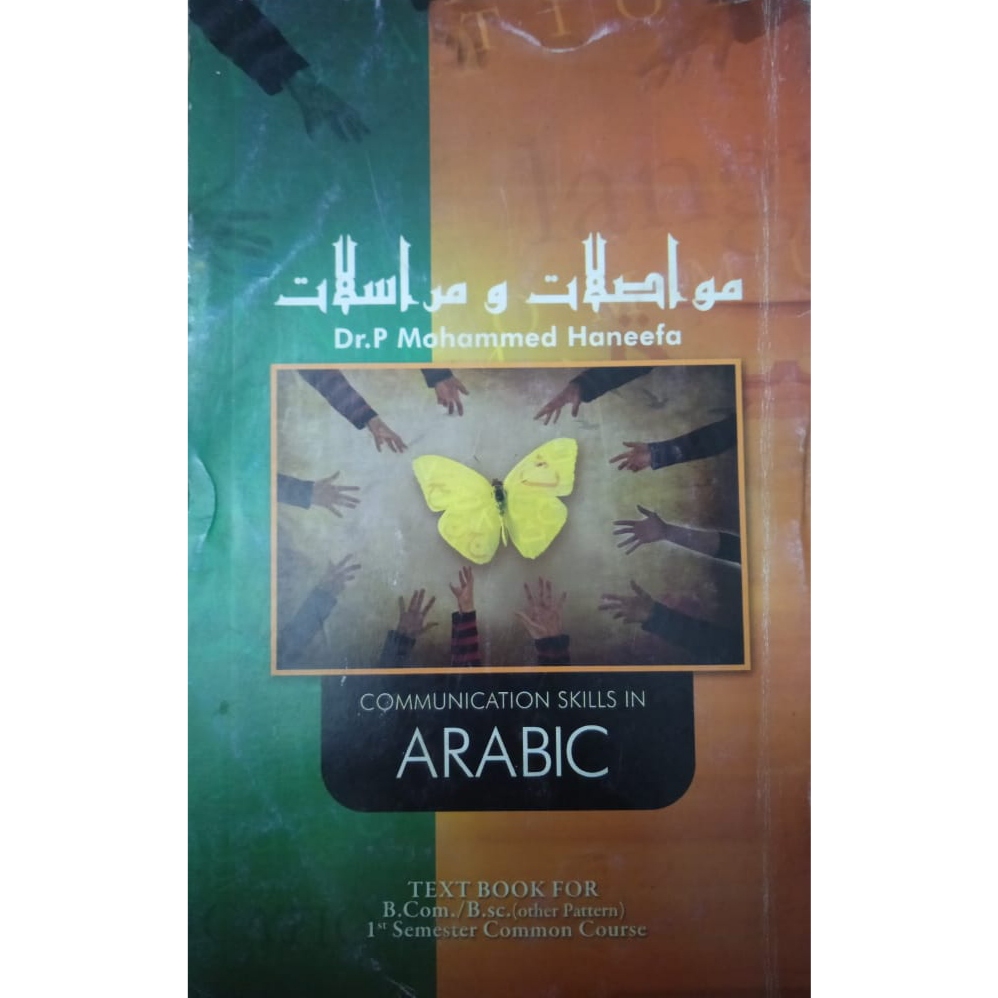 مواصلات و مراسلات
Dr.P Mohammed Haneefa
COMMUNICATION SKILLS IN
ARABIC
TEXT BOOK FOR
B.Com./B.sc.(other Pattern)
1st Semester Common Course